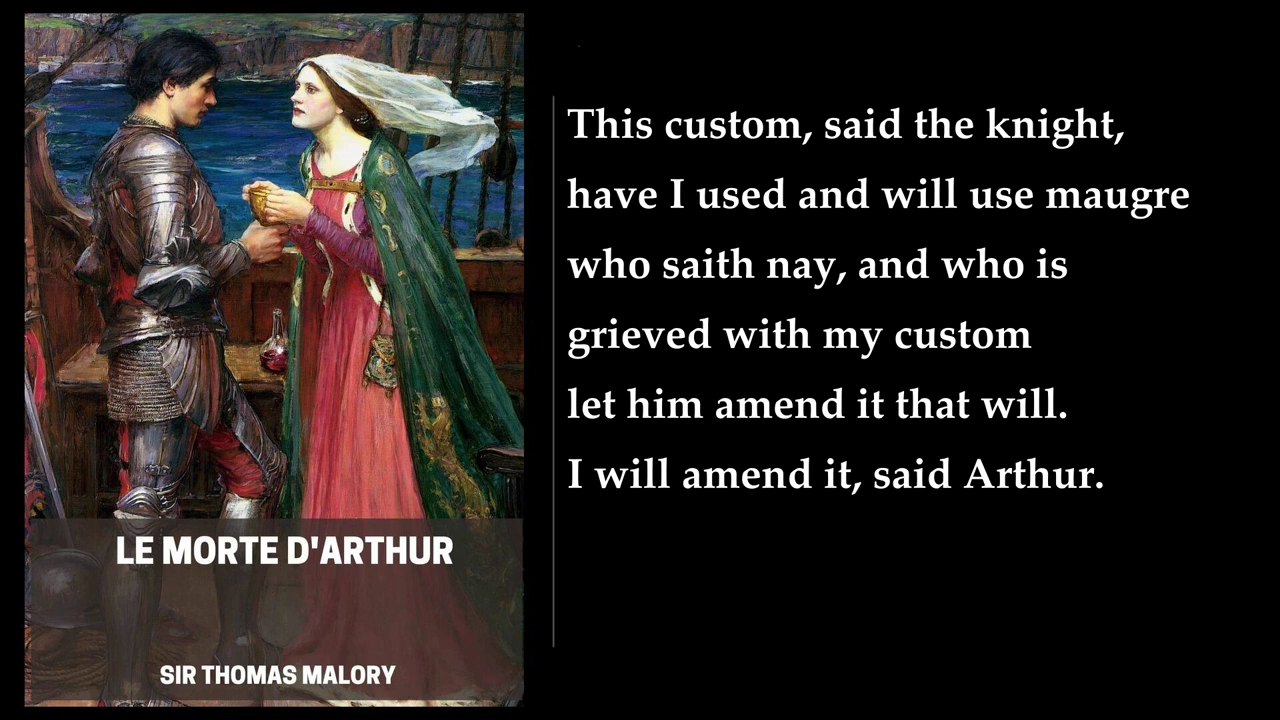 LE MORTE D'ARTHUR
SIR THOMAS MALORY
This custom, said the knight,
have I used and will use maugre
who saith nay, and who is
grieved with my custom
let him amend it that will.
I will amend it, said Arthur.